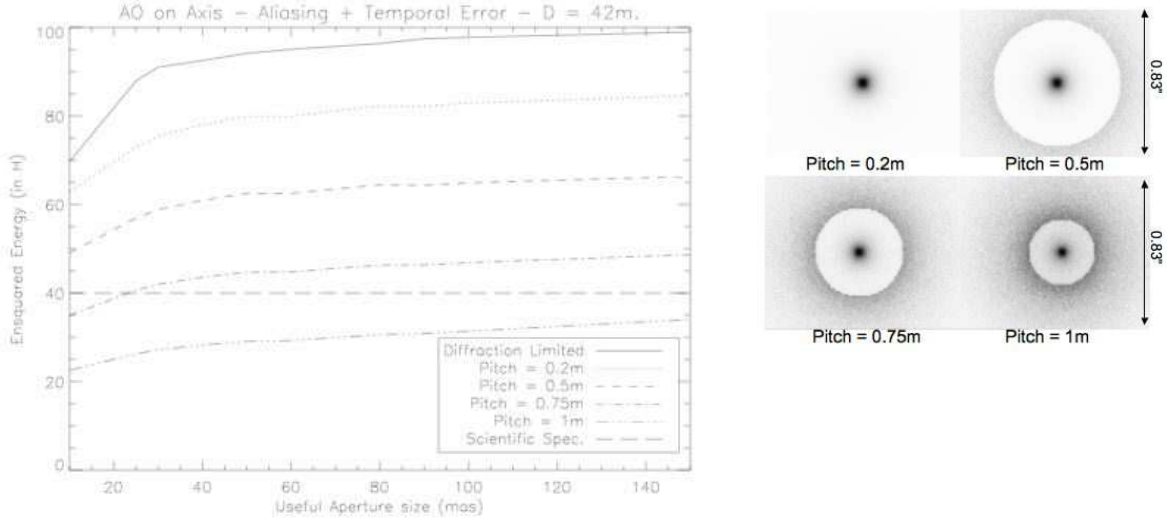 AO on Axis - Aliasing + Temporal Error - D = 42m.
Ensquared Energy (in H)
100
80
60
40
20
0
Diffraction Limited
Pitch = 0.2m
Pitch = 0.5m
Pitch = 0.75m
Pitch = 1m
Scientific Spec.
20 40 60 80 100 120 140
Useful Aperture size (mas)
0.83"
Pitch = 0.2m Pitch = 0.5m
0.83"
Pitch = 0.75m Pitch = 1m